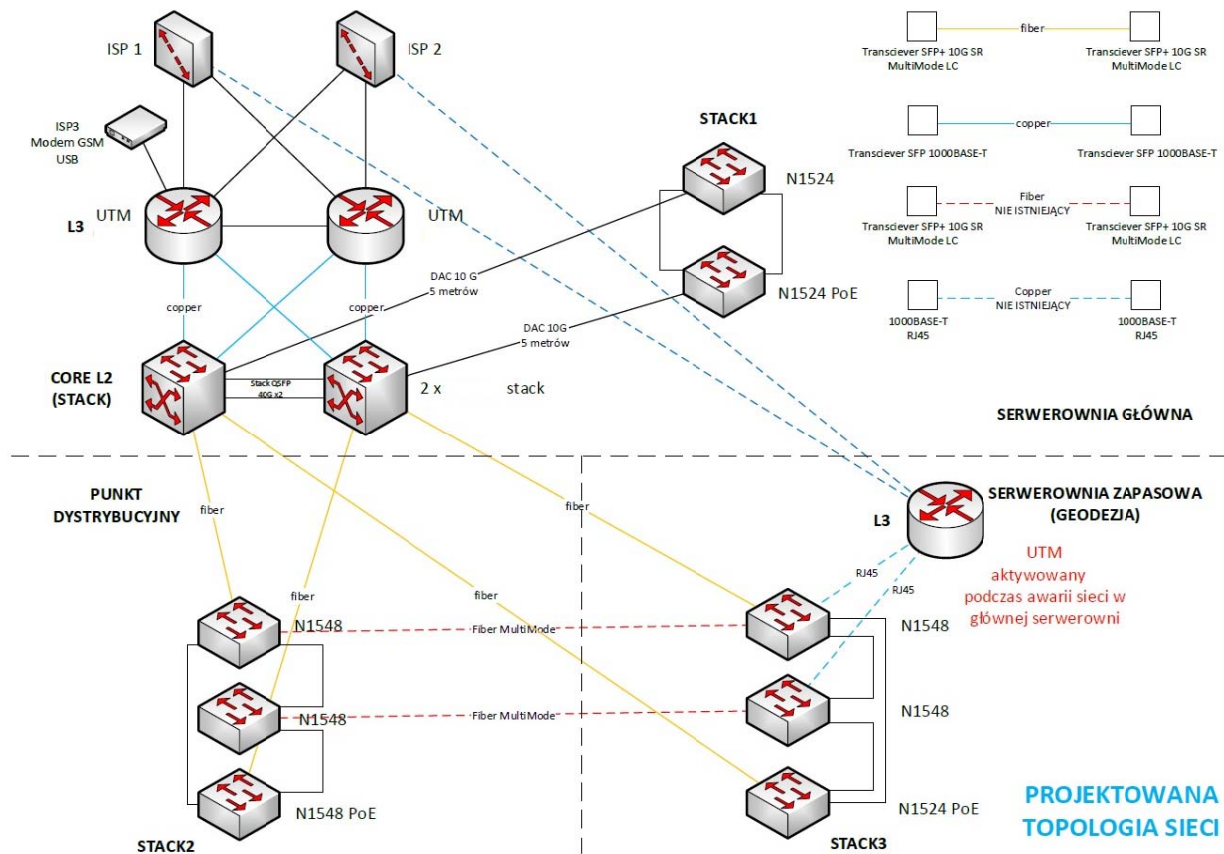 ISP 1
ISP 2
ISP3
Modem GSM
USB
L3
UTM
UTM
copper
copper
CORE L2
(STACK)
Stack QSFP
40G x2
2 x stack
DAC 10 G
5 metrów
DAC 10G
5 metrów
STACK1
N1524
N1524 PoE
fiber
Transciever SFP+ 10G SR
MultiMode LC
Transciever SFP+ 10G SR
MultiMode LC
copper
Transciever SFP 1000BASE-T
Transciever SFP 1000BASE-T
Fiber
NIE ISTNIEJĄCY
Transciever SFP+ 10G SR
MultiMode LC
Transciever SFP+ 10G SR
MultiMode LC
Copper
NIE ISTNIEJĄCY
1000BASE-T
RJ45
1000BASE-T
RJ45
SERWEROWNIA GŁÓWNA
PUNKT
DYSTRYBUCYJNY
fiber
fiber
fiber
fiber
N1548
N1548
N1548 PoE
STACK2
Fiber MultiMode
Fiber MultiMode
L3
SERWEROWNIA ZAPASOWA
(GEODEZJA)
UTM
aktywowany
podczas awarii sieci w
głównej serwerowni
RJ45
RJ45
N1548
N1548
N1524 PoE
STACK3
PROJEKTOWANA
TOPOLOGIA SIECI